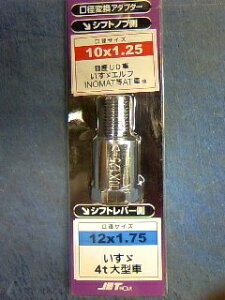 口径変換アダプター
シフトノブ側
口径サイズ
10x1.25
日産UD車
いすゞエルフ
INOMAT等AT車
10X1.25
シフトレバー側
口径サイズ
12x1.75
いすゞ
4t大型車
JET